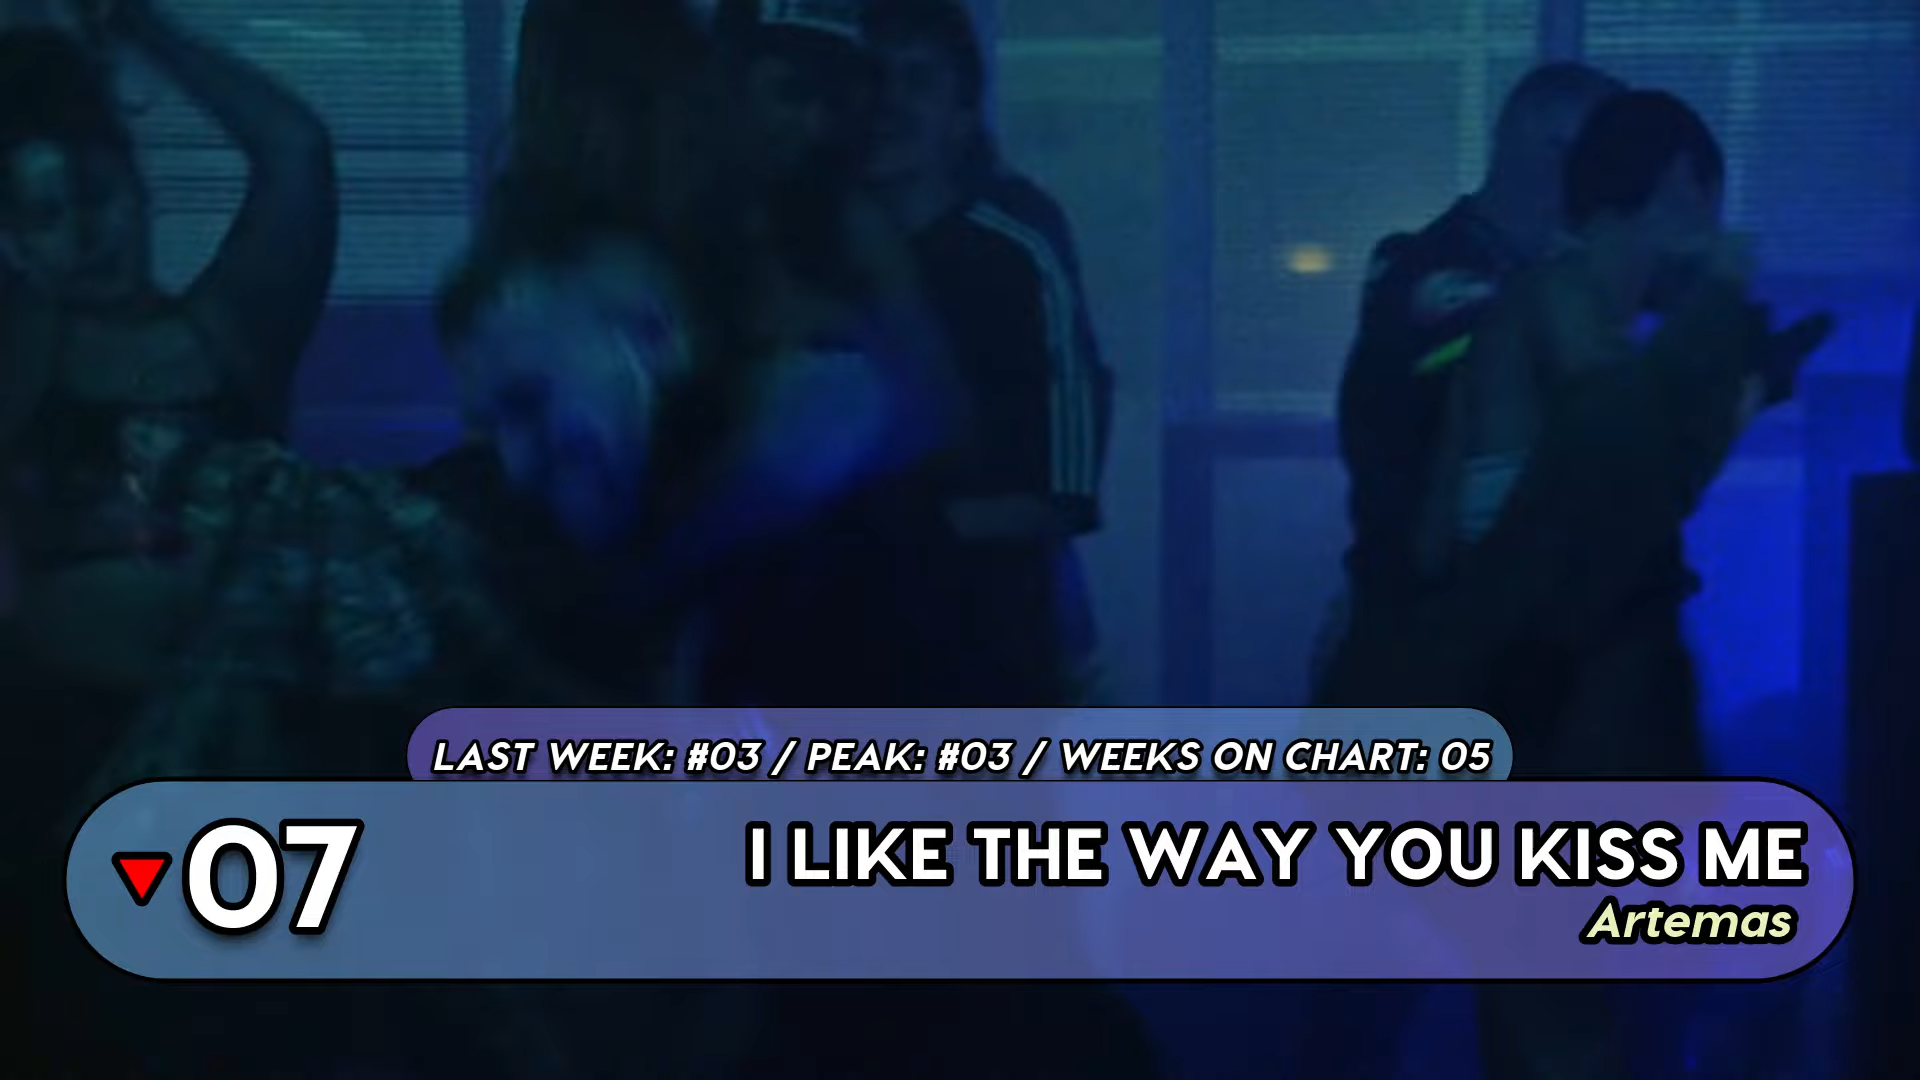 LAST WEEK: #03 / PEAK: #03 / WEEKS ON CHART: 05
07
I LIKE THE WAY YOU KISS ME
Artemas